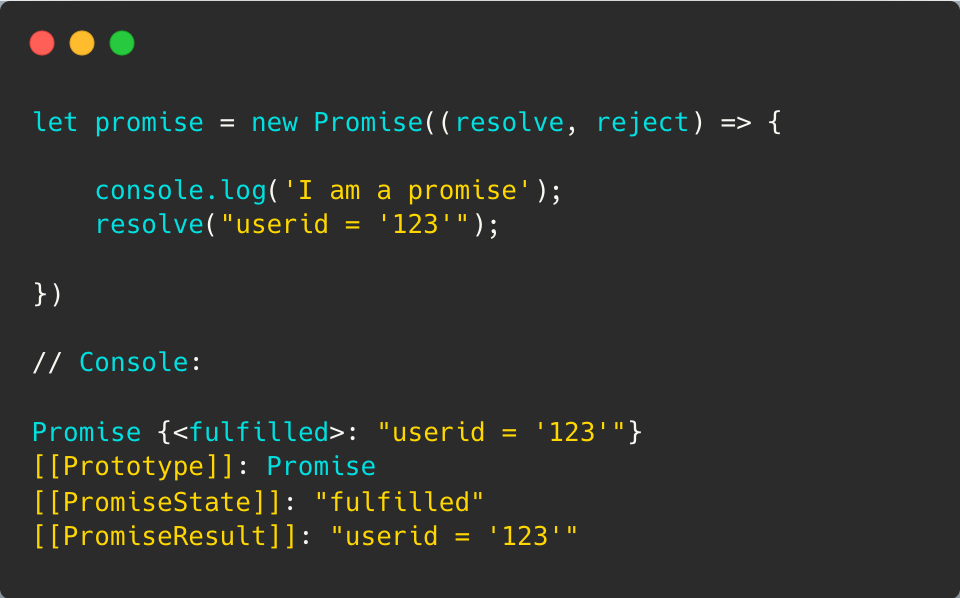 let promise = new Promise((resolve, reject) => {
    console.log('I am a promise');
    resolve("userid = '123'");
})
// Console:
Promise {<fulfilled>: "userid = '123'"}
[[Prototype]]: Promise
[[PromiseState]]: "fulfilled"
[[PromiseResult]]: "userid = '123'"